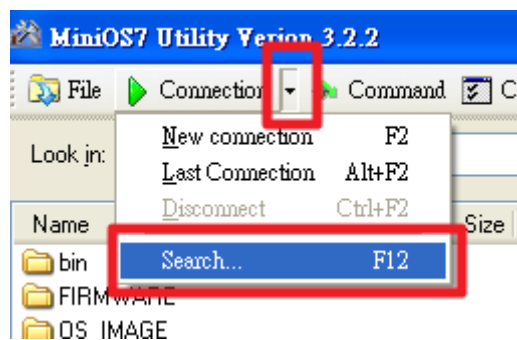 MiniOS7 Utility Verion 3.2.2
File Connection Command C
New connection F2
Look in:
Last Connection Alt+F2
Disconnect Ctrl+F2
Name Size
Search... F12
bin
FIRMWARE
OS_IMAGE